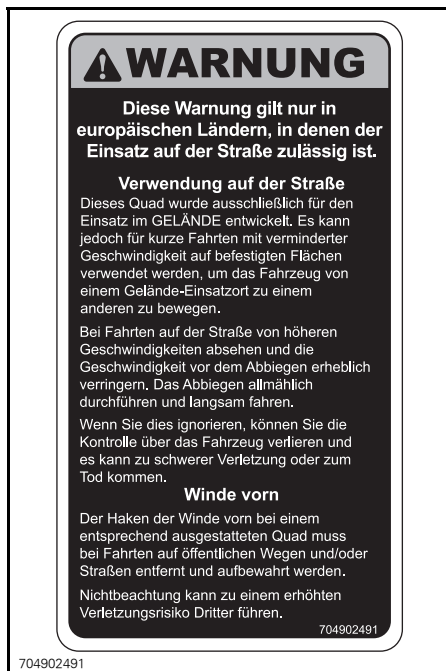 WARNUNG
Diese Warnung gilt nur in
europäischen Ländern, in denen der
Einsatz auf der Straße zulässig ist.
Verwendung auf der Straße
Dieses Quad wurde ausschließlich für den
Einsatz im GELÄNDE entwickelt. Es kann
jedoch für kurze Fahrten mit verminderter
Geschwindigkeit auf befestigten Flächen
verwendet werden, um das Fahrzeug von
einem Gelände-Einsatzort zu einem
anderen zu bewegen.
Bei Fahrten auf der Straße von höheren
Geschwindigkeiten absehen und die
Geschwindigkeit vor dem Abbiegen erheblich
verringern. Das Abbiegen allmählich
durchführen und langsam fahren.
Wenn Sie dies ignorieren, können Sie die
Kontrolle über das Fahrzeug verlieren und
es kann zu schwerer Verletzung oder zum
Tod kommen.
Winde vorn
Der Haken der Winde vorn bei einem
entsprechend ausgestatteten Quad muss
bei Fahrten auf öffentlichen Wegen und/oder
Straßen entfernt und aufbewahrt werden.
Nichtbeachtung kann zu einem erhöhten
Verletzungsrisiko Dritter führen.
704902491
704902491